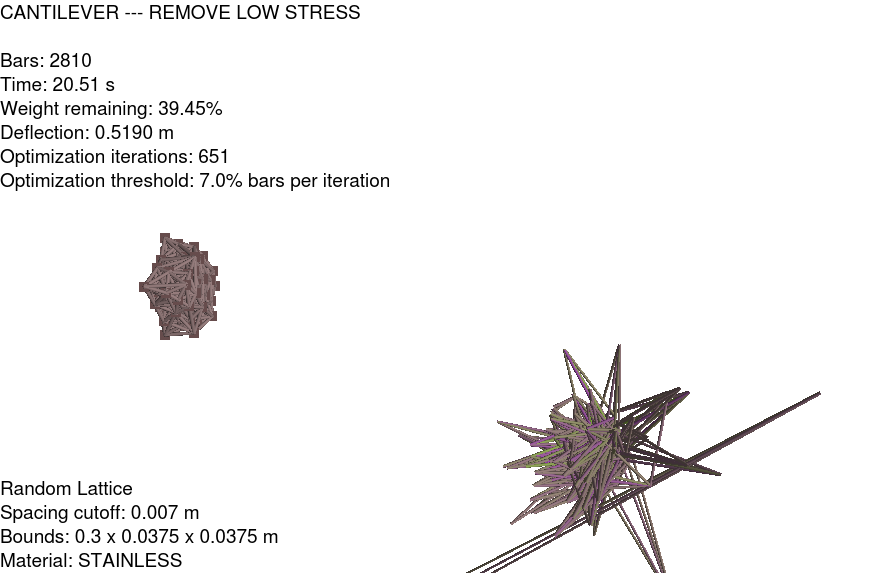 CANTILEVER --- REMOVE LOW STRESS
Bars: 2810
Time: 20.51 s
Weight remaining: 39.45%
Deflection: 0.5190 m
Optimization iterations: 651
Optimization threshold: 7.0% bars per iteration
Random Lattice
Spacing cutoff: 0.007 m
Bounds: 0.3 x 0.0375 x 0.0375 m
Material: STAINLESS